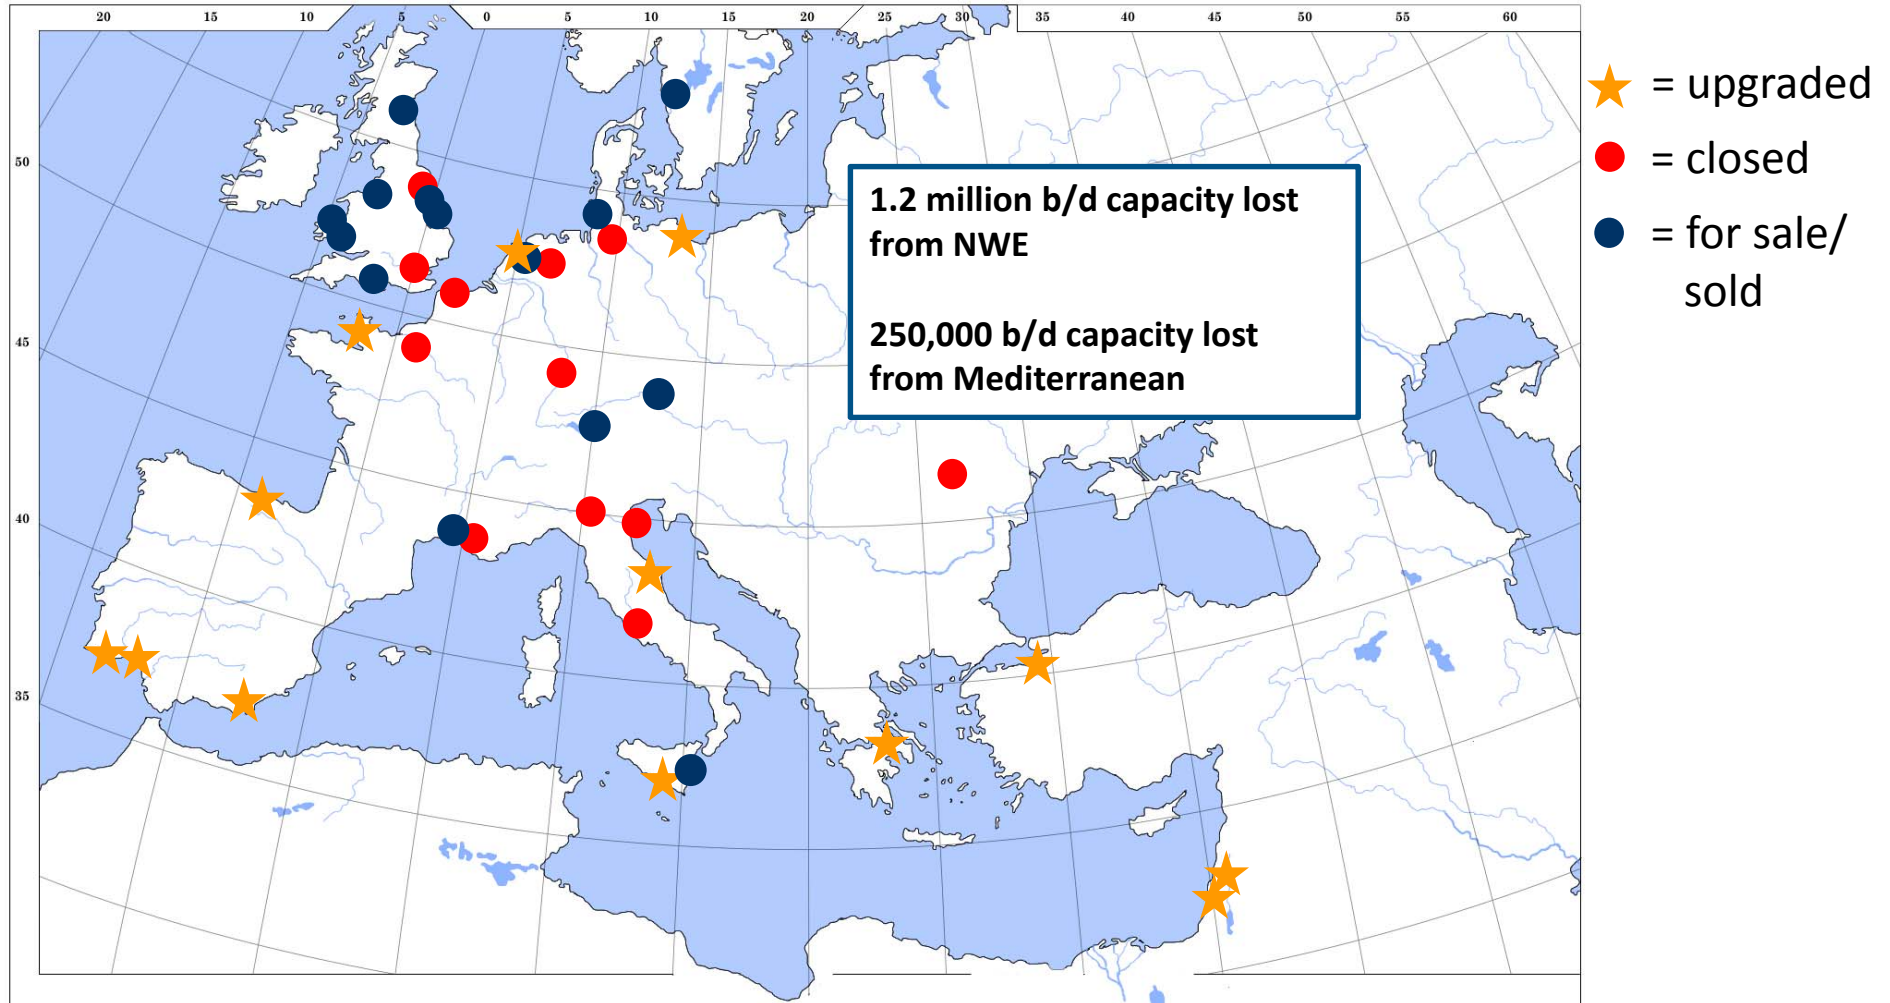 20 15 10 5 0 5 10 15 20 25 30 35 40 45 50 55 60
50
45
40
35
1.2 million b/d capacity lost
from NWE
250,000 b/d capacity lost
from Mediterranean
= upgraded
= closed
= for sale/
sold